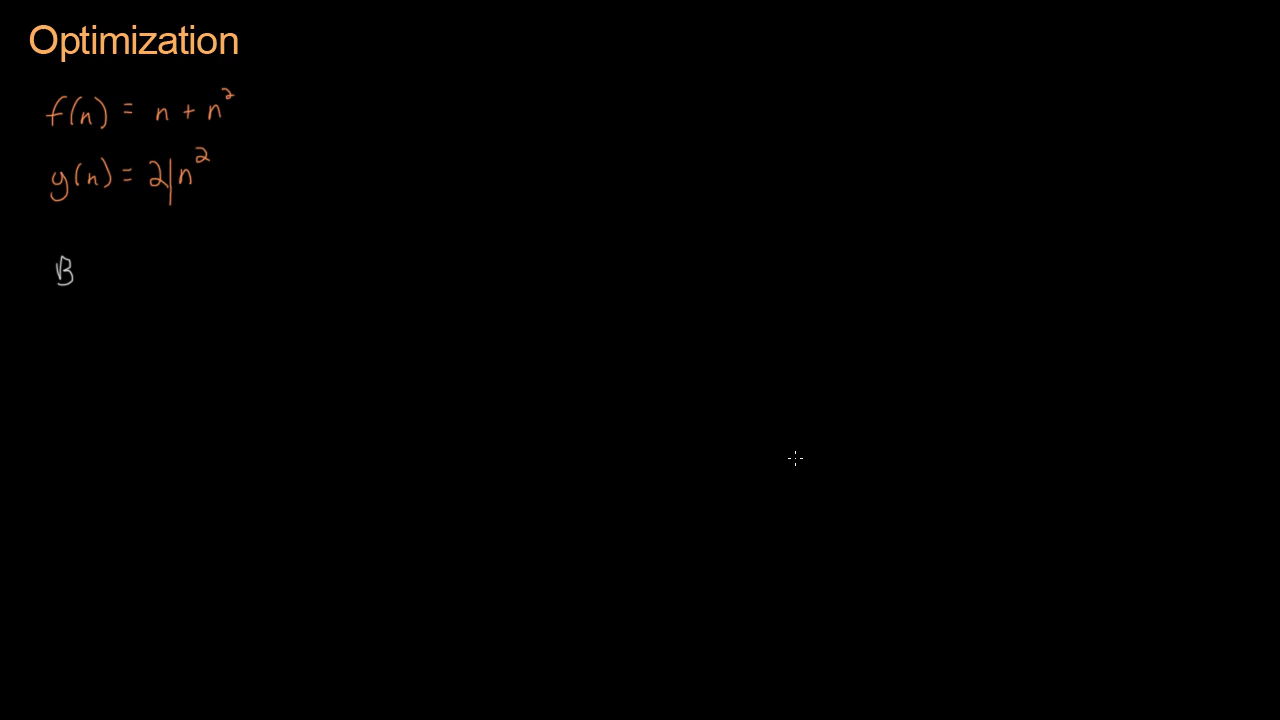 Optimization
f(n) = n + n²
g(n) = 2|n²
B